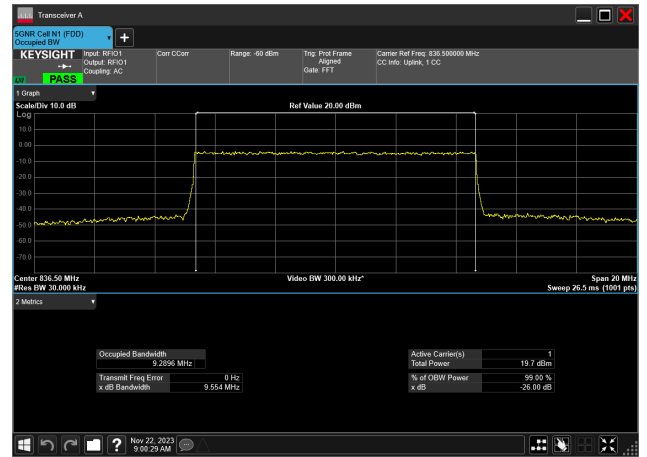 Transceiver A
5GNR Cell N1 (FDD)
Occupied BW
+
KEYSIGHT
Input: RFIO1
Output: RFIO1
Coupling: AC
Corr CCorr
Range: -60 dBm
Trig: Prot Frame
Aligned
Gate: FFT
Carrier Ref Freq: 836.500000 MHz
CC Info: Uplink, 1 CC
LXI
PASS
1 Graph
Scale/Div 10.0 dB
Ref Value 20.00 dBm
Log
10.0
0.00
-10.0
-20.0
-30.0
-40.0
-50.0
-60.0
-70.0
Center 836.50 MHz
Video BW 300.00 kHz*
Span 20 MHz
#Res BW 30.000 kHz
Sweep 26.5 ms (1001 pts)
2 Metrics
Occupied Bandwidth
9.2896 MHz
Transmit Freq Error 0 Hz
x dB Bandwidth 9.554 MHz
Active Carrier(s) 1
Total Power 19.7 dBm
% of OBW Power 99.00 %
x dB -26.00 dB
?
Nov 22, 2023
9:00:29 AM